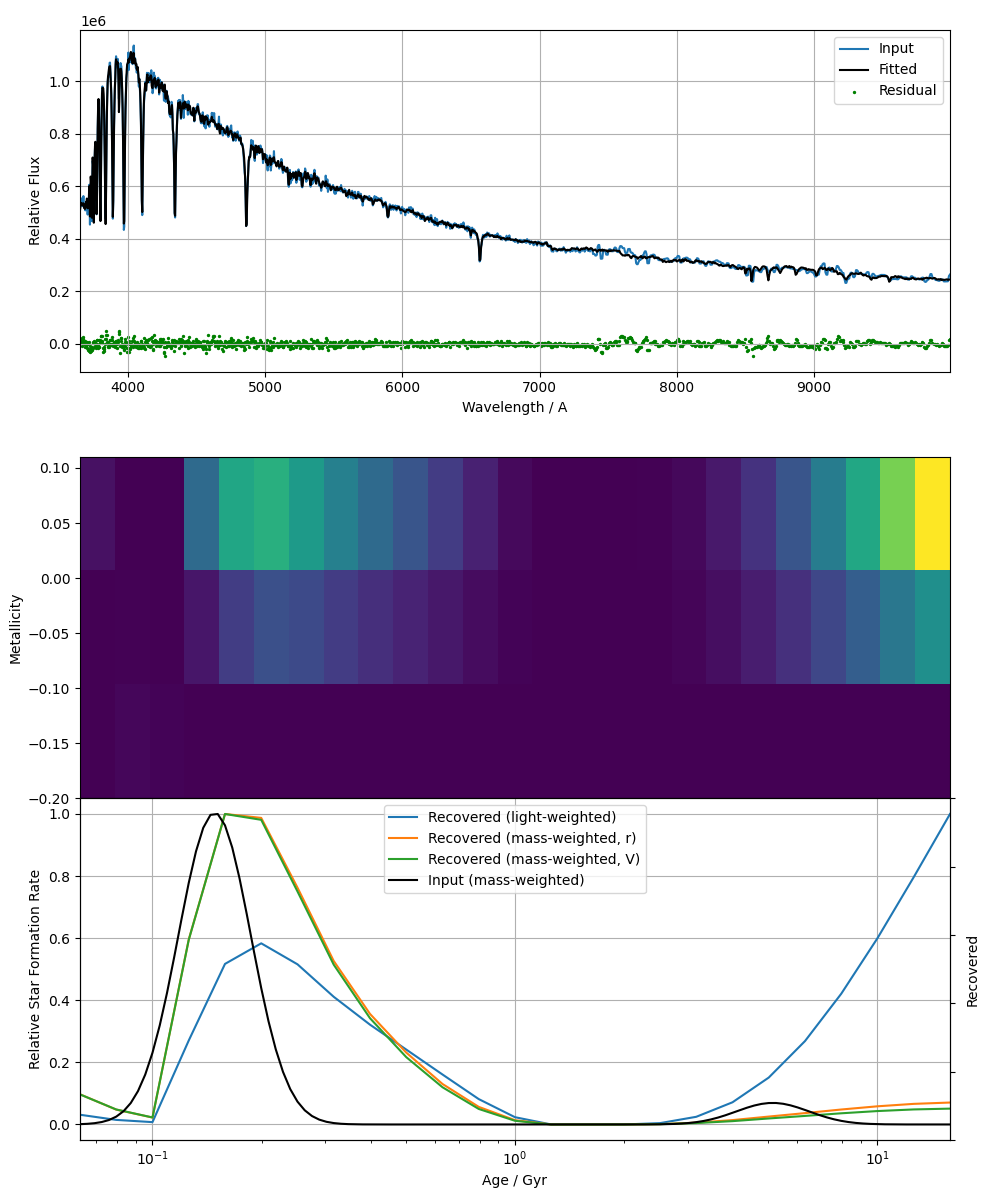 1e6
Input
Fitted
Residual
1.0
0.8
0.6
0.4
0.2
0.0
Relative Flux
4000 5000 6000 7000 8000 9000
Wavelength / A
0.10
0.05
0.00
−0.05
−0.10
−0.15
−0.20
Metallicity
Recovered (light-weighted)
Recovered (mass-weighted, r)
Recovered (mass-weighted, V)
Input (mass-weighted)
1.0
0.8
0.6
0.4
0.2
0.0
Relative Star Formation Rate
Recovered
10⁻¹ 10⁰ 10¹
Age / Gyr